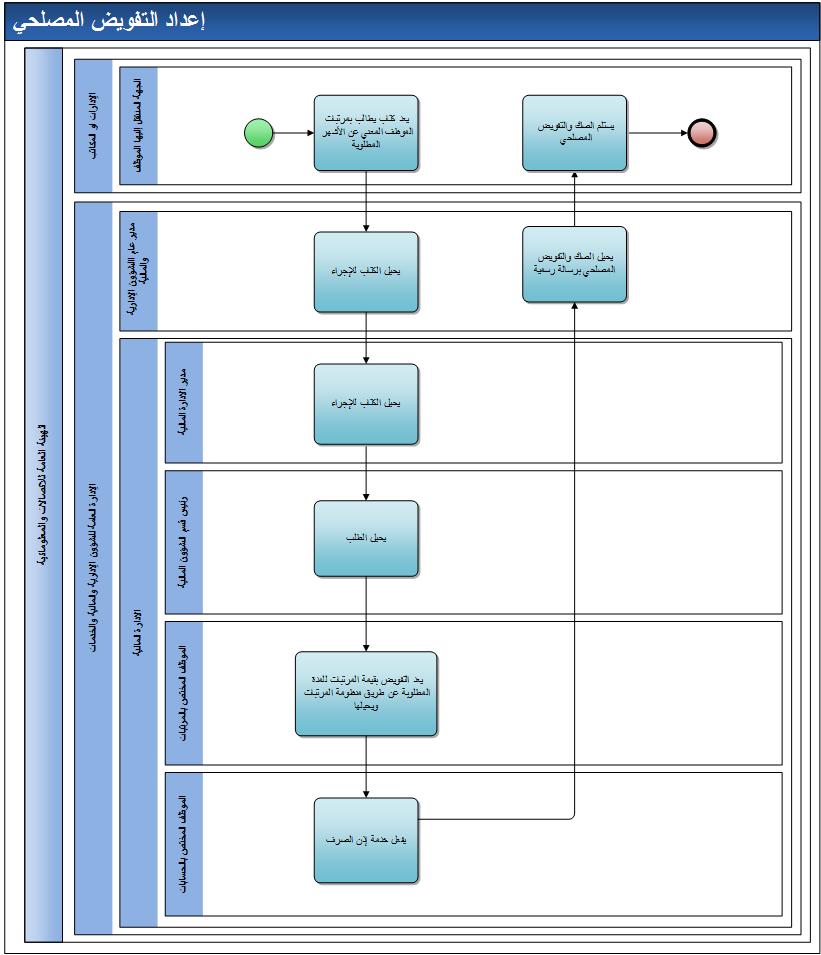 إعداد التفويض المصلحي
الهيئة العامة للاتصالات والمعلوماتية
الإدارات او المكاتب
الجهة المنتقل إليها الموظف
يعد كتاب يطالب بمرتبات
الموظف المعني عن الأشهر
المطلوبة
يستلم الصك والتفويض
المصلحي
الإدارة العامة للشؤون الإدارية والمالية والخدمات
مدير عام الشؤون الإدارية
والمالية
يحيل الكتاب للإجراء
يحيل الصك والتفويض
المصلحي برسالة رسمية
الإدارة المالية
مدير الإدارة المالية
يحيل الكتاب للإجراء
رئيس قسم الشؤون المالية
يحيل الطلب
الموظف المختص بالمرتبات
يعد التفويض بقيمة المرتبات للمدة
المطلوبة عن طريق منظومة المرتبات
ويحيلها
الموظف المختص بالحسابات
يفعل خدمة إذن الصرف